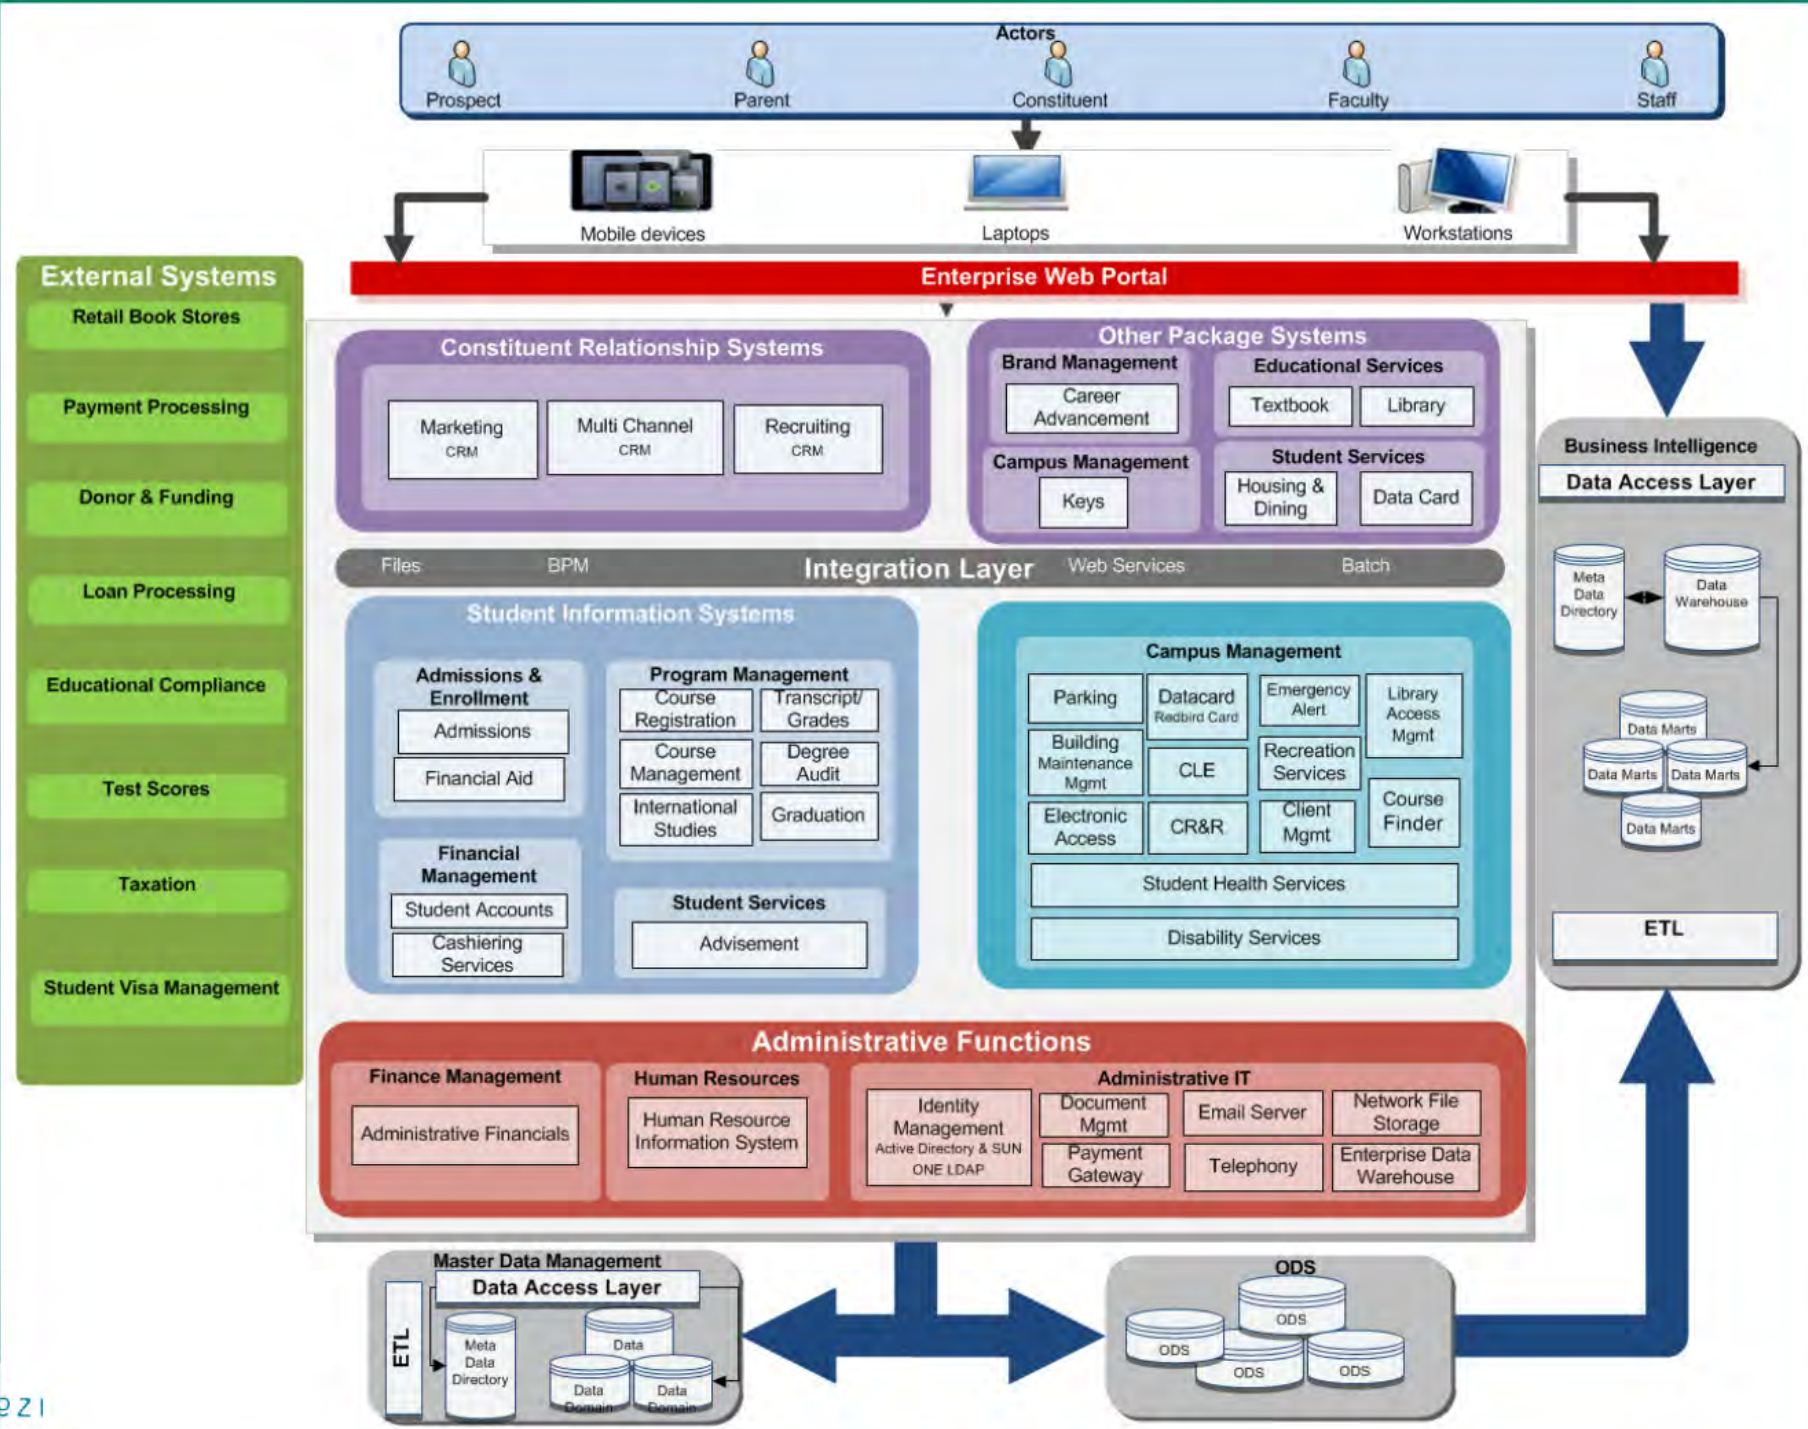 Actors
Prospect
Parent
Constituent
Faculty
Staff
Mobile devices
Laptops
Workstations
Enterprise Web Portal
External Systems
Retail Book Stores
Payment Processing
Donor & Funding
Loan Processing
Educational Compliance
Test Scores
Taxation
Student Visa Management
Constituent Relationship Systems
Marketing
CRM
Multi Channel
CRM
Recruiting
CRM
Other Package Systems
Brand Management
Career
Advancement
Educational Services
Textbook
Library
Campus Management
Keys
Student Services
Housing &
Dining
Data Card
Files
BPM
Integration Layer
Web Services
Batch
Student Information Systems
Admissions &
Enrollment
Admissions
Financial Aid
Program Management
Course
Registration
Transcript/
Grades
Course
Management
Degree
Audit
International
Studies
Graduation
Financial
Management
Student Accounts
Cashiering
Services
Student Services
Advisement
Campus Management
Parking
Datacard
Redbird Card
Emergency
Alert
Library
Access
Mgmt
Building
Maintenance
Mgmt
CLE
Recreation
Services
Electronic
Access
CR&R
Client
Mgmt
Course
Finder
Student Health Services
Disability Services
Business Intelligence
Data Access Layer
Meta
Data
Directory
Data
Warehouse
Data Marts
Data Marts
Data Marts
Data Marts
ETL
Administrative Functions
Finance Management
Administrative Financials
Human Resources
Human Resource
Information System
Administrative IT
Identity
Management
Active Directory & SUN
ONE LDAP
Document
Mgmt
Email Server
Network File
Storage
Payment
Gateway
Telephony
Enterprise Data
Warehouse
Master Data Management
Data Access Layer
ETL
Meta
Data
Directory
Data
Data
Domain
Data
Domain
ODS
ODS
ODS
ODS
ODS